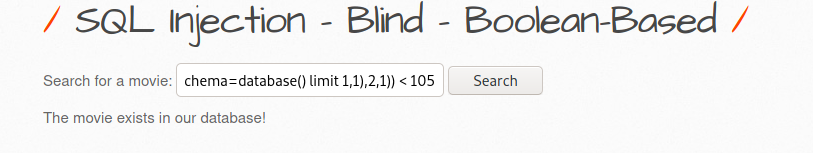 / SQL Injection - Blind - Boolean-Based /
Search for a movie: chema=database() limit 1,1),2,1)) < 105 Search
The movie exists in our database!